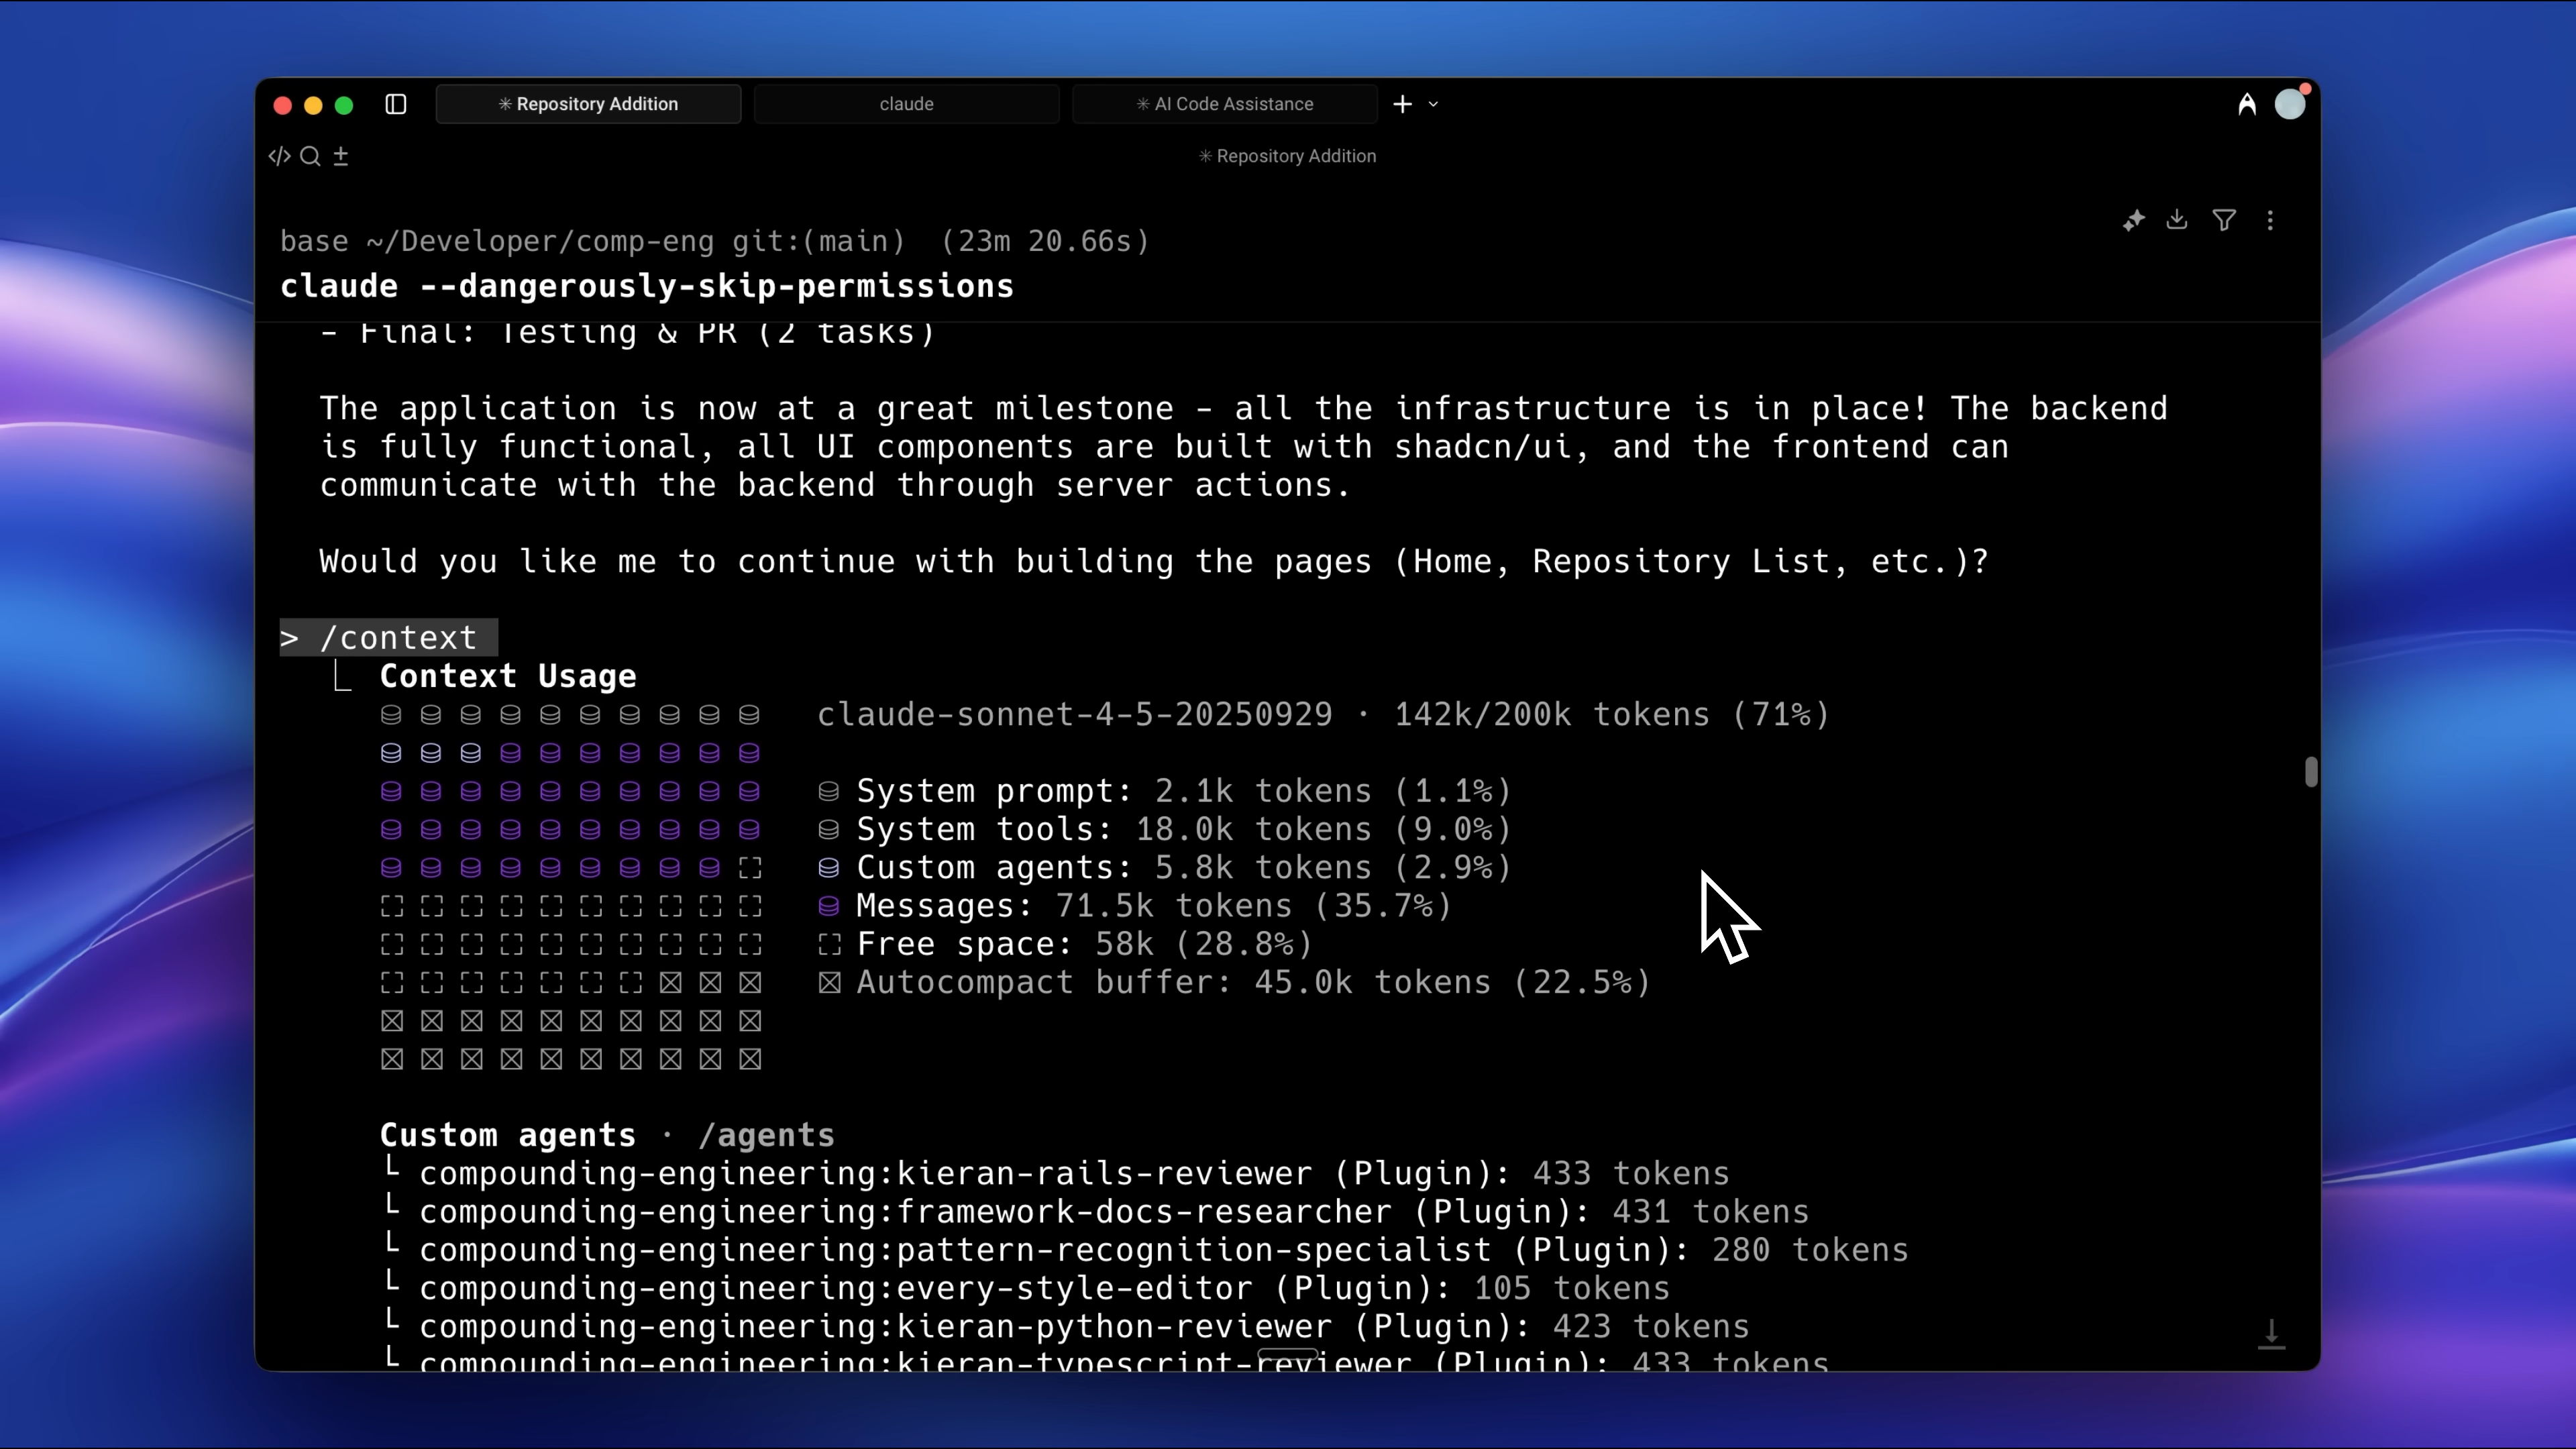 Repository Addition
claude
AI Code Assistance
Repository Addition
base ~/Developer/comp-eng git:(main) (23m 20.66s)
claude --dangerously-skip-permissions
- Final: Testing & PR (2 tasks)
The application is now at a great milestone - all the infrastructure is in place! The backend
is fully functional, all UI components are built with shadcn/ui, and the frontend can
communicate with the backend through server actions.
Would you like me to continue with building the pages (Home, Repository List, etc.)?
> /context
Context Usage
claude-sonnet-4-5-20250929 · 142k/200k tokens (71%)
System prompt: 2.1k tokens (1.1%)
System tools: 18.0k tokens (9.0%)
Custom agents: 5.8k tokens (2.9%)
Messages: 71.5k tokens (35.7%)
Free space: 58k (28.8%)
Autocompact buffer: 45.0k tokens (22.5%)
Custom agents · /agents
└ compounding-engineering:kieran-rails-reviewer (Plugin): 433 tokens
└ compounding-engineering:framework-docs-researcher (Plugin): 431 tokens
└ compounding-engineering:pattern-recognition-specialist (Plugin): 280 tokens
└ compounding-engineering:every-style-editor (Plugin): 105 tokens
└ compounding-engineering:kieran-python-reviewer (Plugin): 423 tokens
└ compounding-engineering:kieran-typescript-reviewer (Plugin): 433 tokens